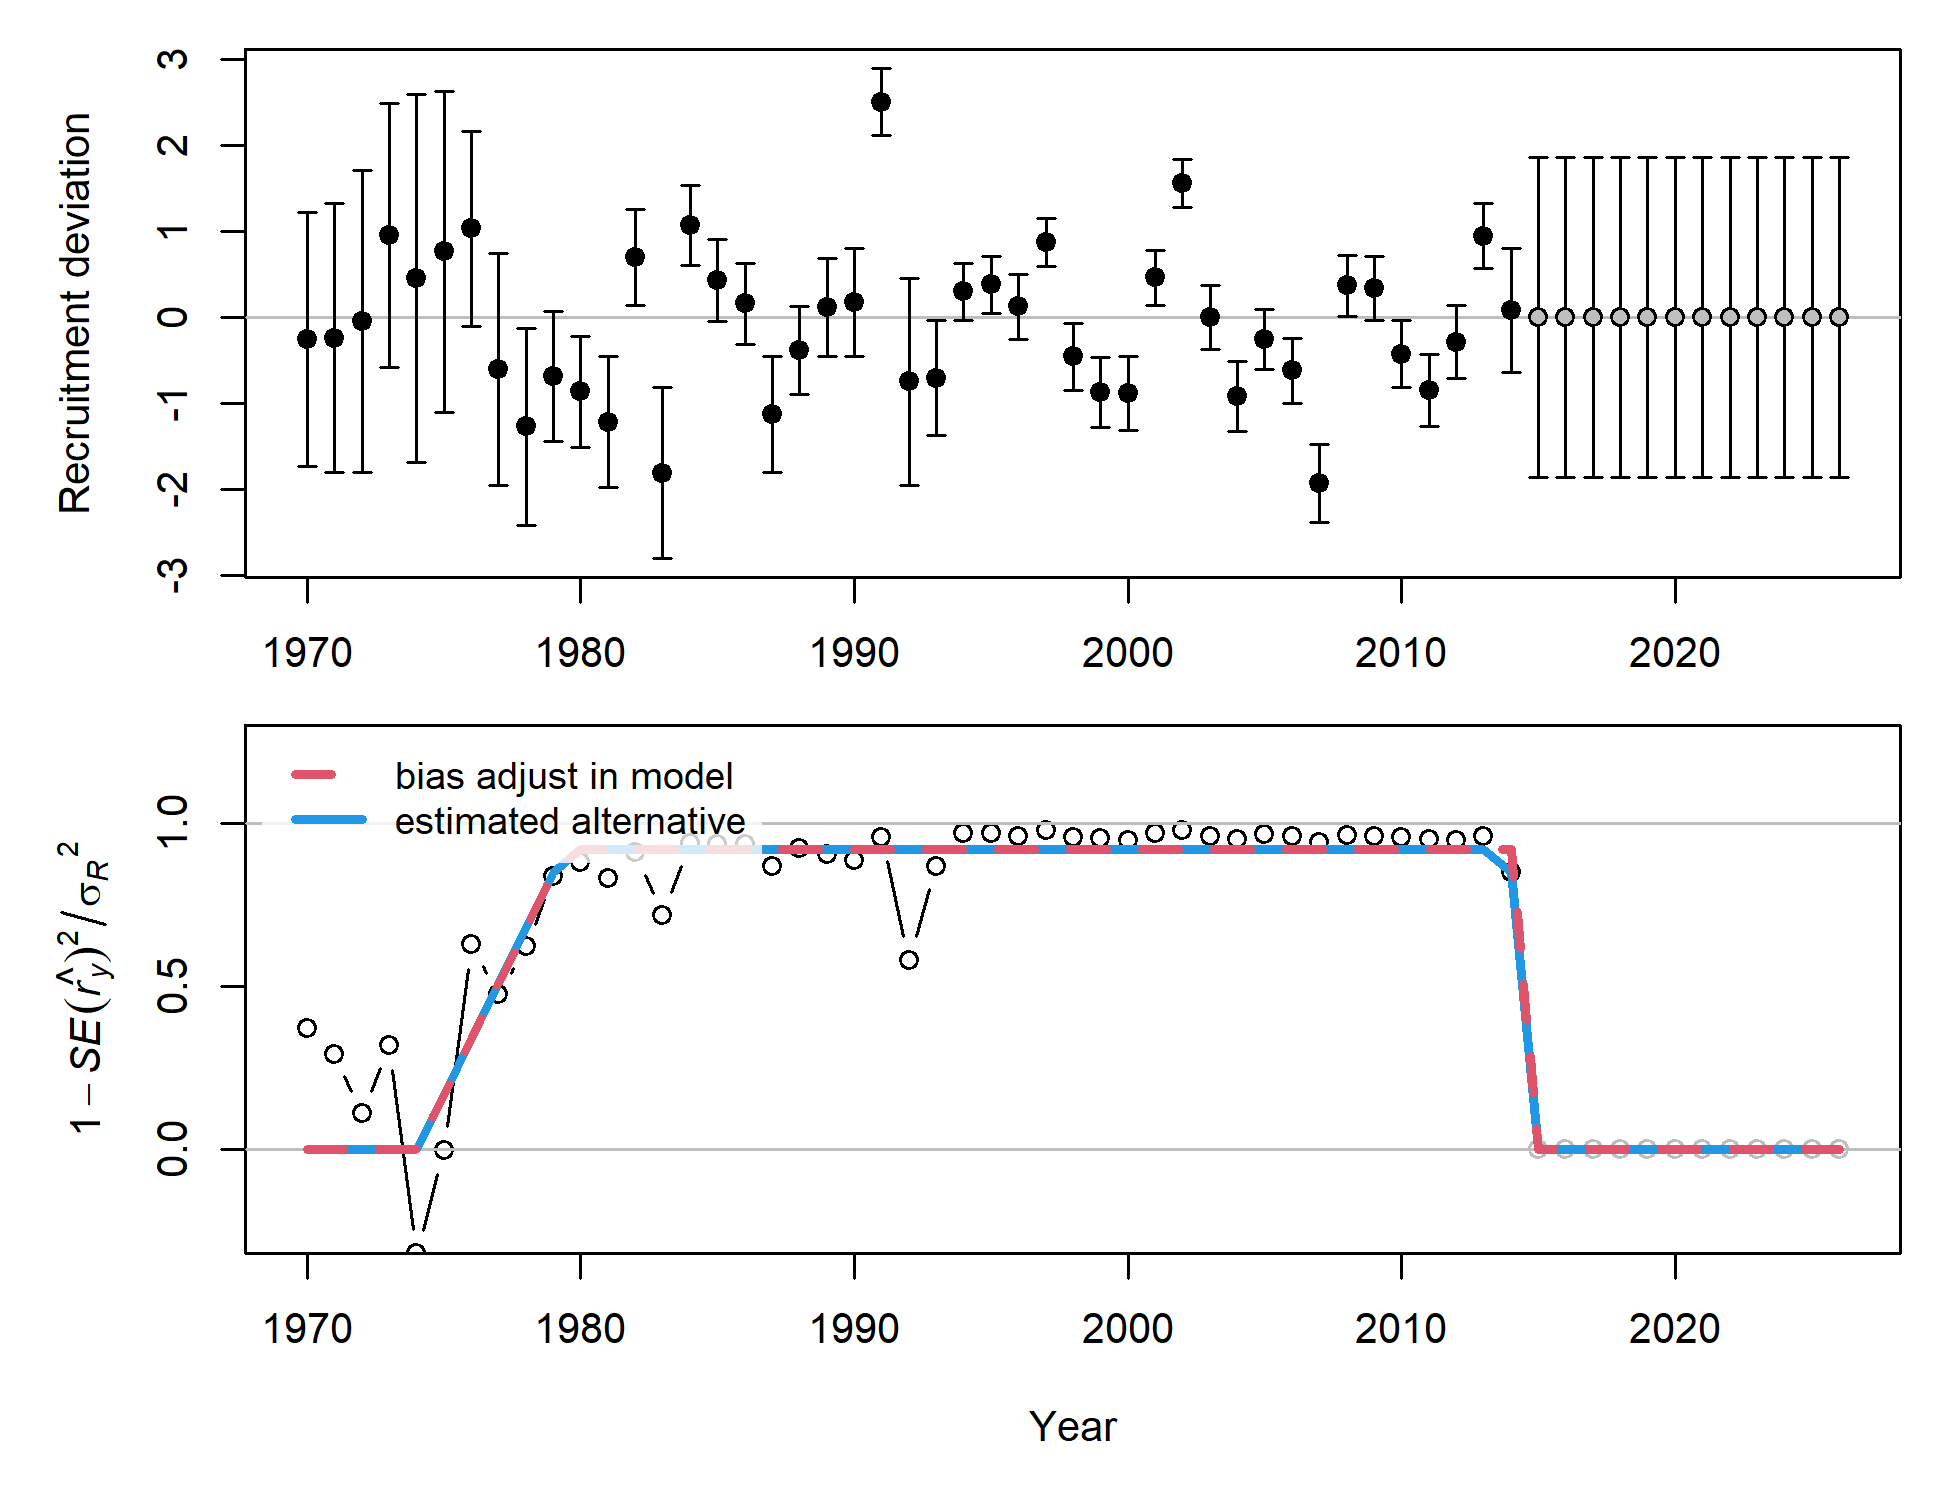 Recruitment deviation
3
2
1
0
-1
-2
-3
1970 1980 1990 2000 2010 2020
bias adjust in model
estimated alternative
1 − SE(r̂y)² / σR²
1.0
0.5
0.0
1970 1980 1990 2000 2010 2020
Year